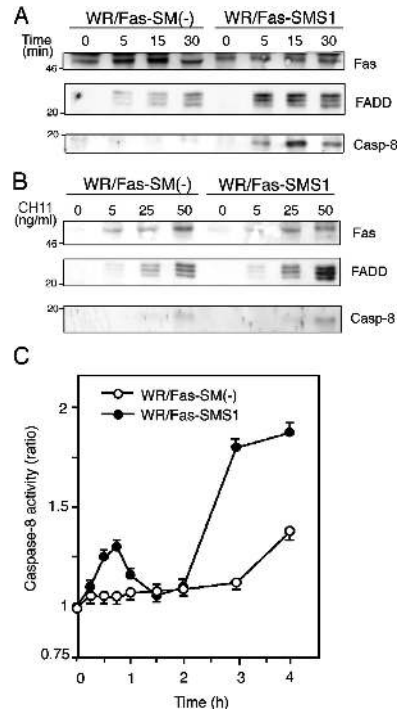 A
WR/Fas-SM(-) WR/Fas-SMS1
Time (min) 0 5 15 30 0 5 15 30
46 Fas
20 FADD
20 Casp-8
B
WR/Fas-SM(-) WR/Fas-SMS1
CH11 (ng/ml) 0 5 25 50 0 5 25 50
46 Fas
20 FADD
20 Casp-8
C
WR/Fas-SM(-)
WR/Fas-SMS1
Caspase-8 activity (ratio)
2
1.5
1
0.75
0 1 2 3 4
Time (h)